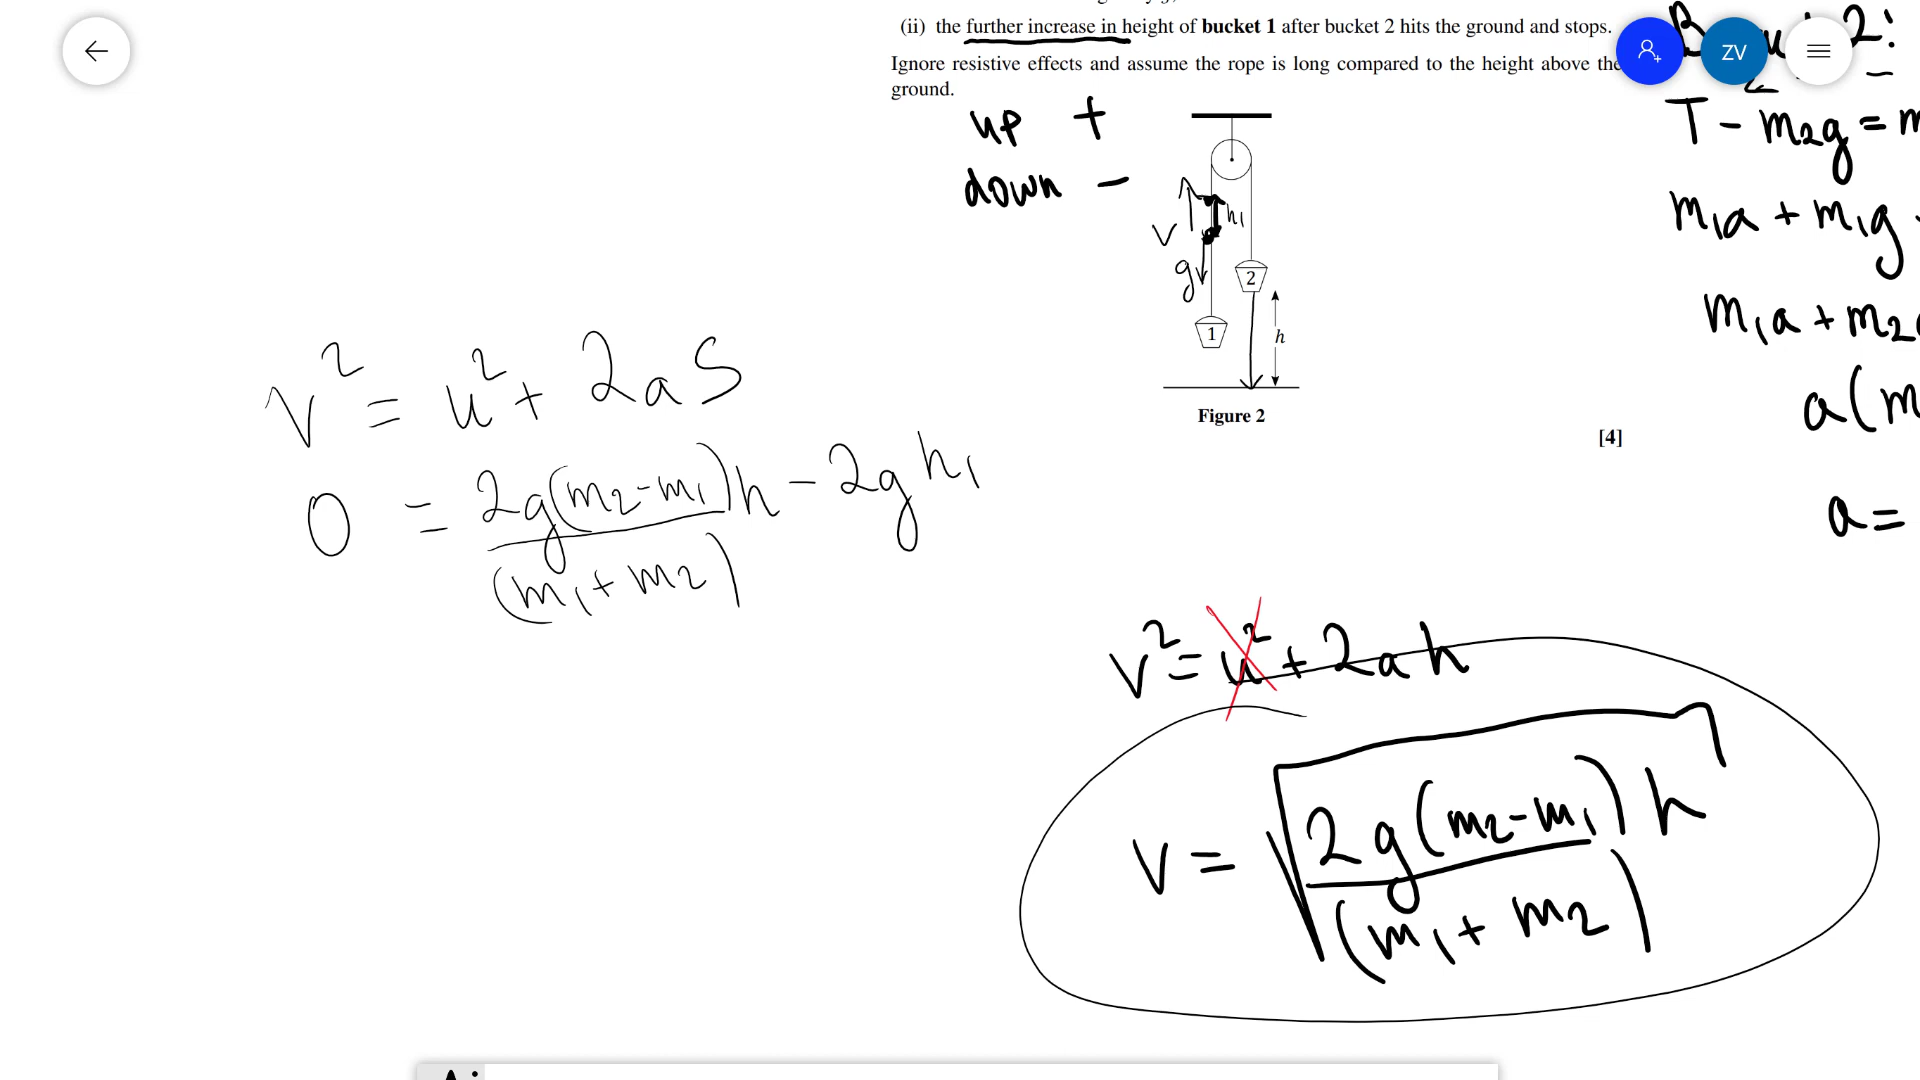 (ii) the further increase in height of bucket 1 after bucket 2 hits the ground and stops.
Ignore resistive effects and assume the rope is long compared to the height above the
ground.
ZV
2:
up +
down -
T - m₂g =
m₁a + m₁g
m₁a + m₂
a(m
a =
v
h₁
g
2
1
h
Figure 2
[4]
v² = u² + 2as
0 = 2g(m₂-m₁)h - 2gh₁
(m₁+m₂)
v² = u² + 2ah
v = √2g(m₂-m₁)h
(m₁+m₂)